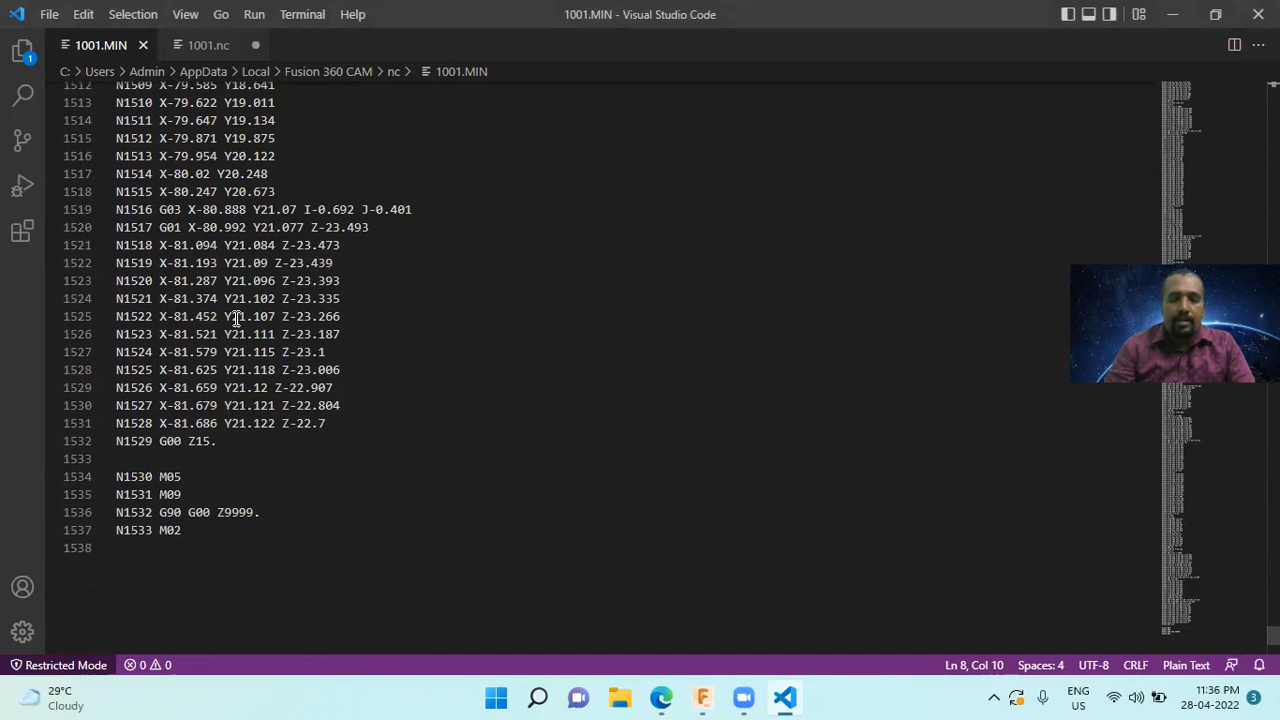 File Edit Selection View Go Run Terminal Help 1001.MIN - Visual Studio Code
1001.MIN 1001.nc
C: > Users > Admin > AppData > Local > Fusion 360 CAM > nc > 1001.MIN
1
1512 N1509 X-79.585 Y18.641
1513 N1510 X-79.622 Y19.011
1514 N1511 X-79.647 Y19.134
1515 N1512 X-79.871 Y19.875
1516 N1513 X-79.954 Y20.122
1517 N1514 X-80.02 Y20.248
1518 N1515 X-80.247 Y20.673
1519 N1516 G03 X-80.888 Y21.07 I-0.692 J-0.401
1520 N1517 G01 X-80.992 Y21.077 Z-23.493
1521 N1518 X-81.094 Y21.084 Z-23.473
1522 N1519 X-81.193 Y21.09 Z-23.439
1523 N1520 X-81.287 Y21.096 Z-23.393
1524 N1521 X-81.374 Y21.102 Z-23.335
1525 N1522 X-81.452 Y21.107 Z-23.266
1526 N1523 X-81.521 Y21.111 Z-23.187
1527 N1524 X-81.579 Y21.115 Z-23.1
1528 N1525 X-81.625 Y21.118 Z-23.006
1529 N1526 X-81.659 Y21.12 Z-22.907
1530 N1527 X-81.679 Y21.121 Z-22.804
1531 N1528 X-81.686 Y21.122 Z-22.7
1532 N1529 G00 Z15.
1533
1534 N1530 M05
1535 N1531 M09
1536 N1532 G90 G00 Z9999.
1537 N1533 M02
1538
Restricted Mode 0 0 Ln 8, Col 10 Spaces: 4 UTF-8 CRLF Plain Text
29°C
Cloudy
ENG
US
11:36 PM
28-04-2022
3